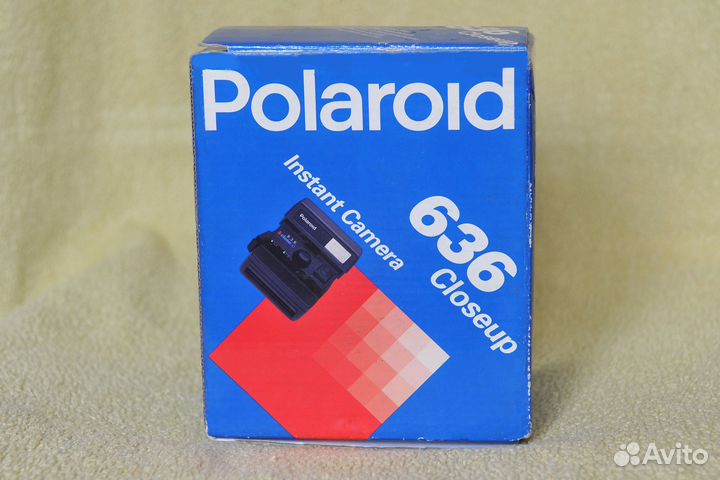 Polaroid
Instant Camera
636
Closeup
Polaroid
Avito